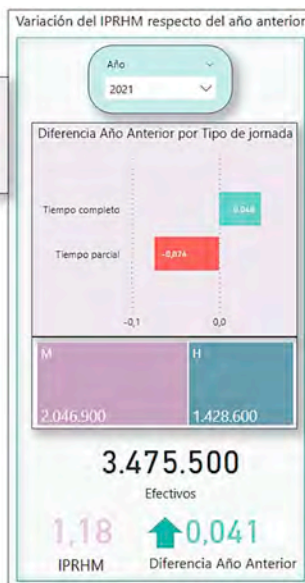 Variación del IPRHM respecto del año anterior
Año
2021
Diferencia Año Anterior por Tipo de jornada
Tiempo completo
0,048
Tiempo parcial
-0,074
-0,1
0,0
M
H
2.046.900
1.428.600
3.475.500
Efectivos
1,18
0,041
IPRHM
Diferencia Año Anterior